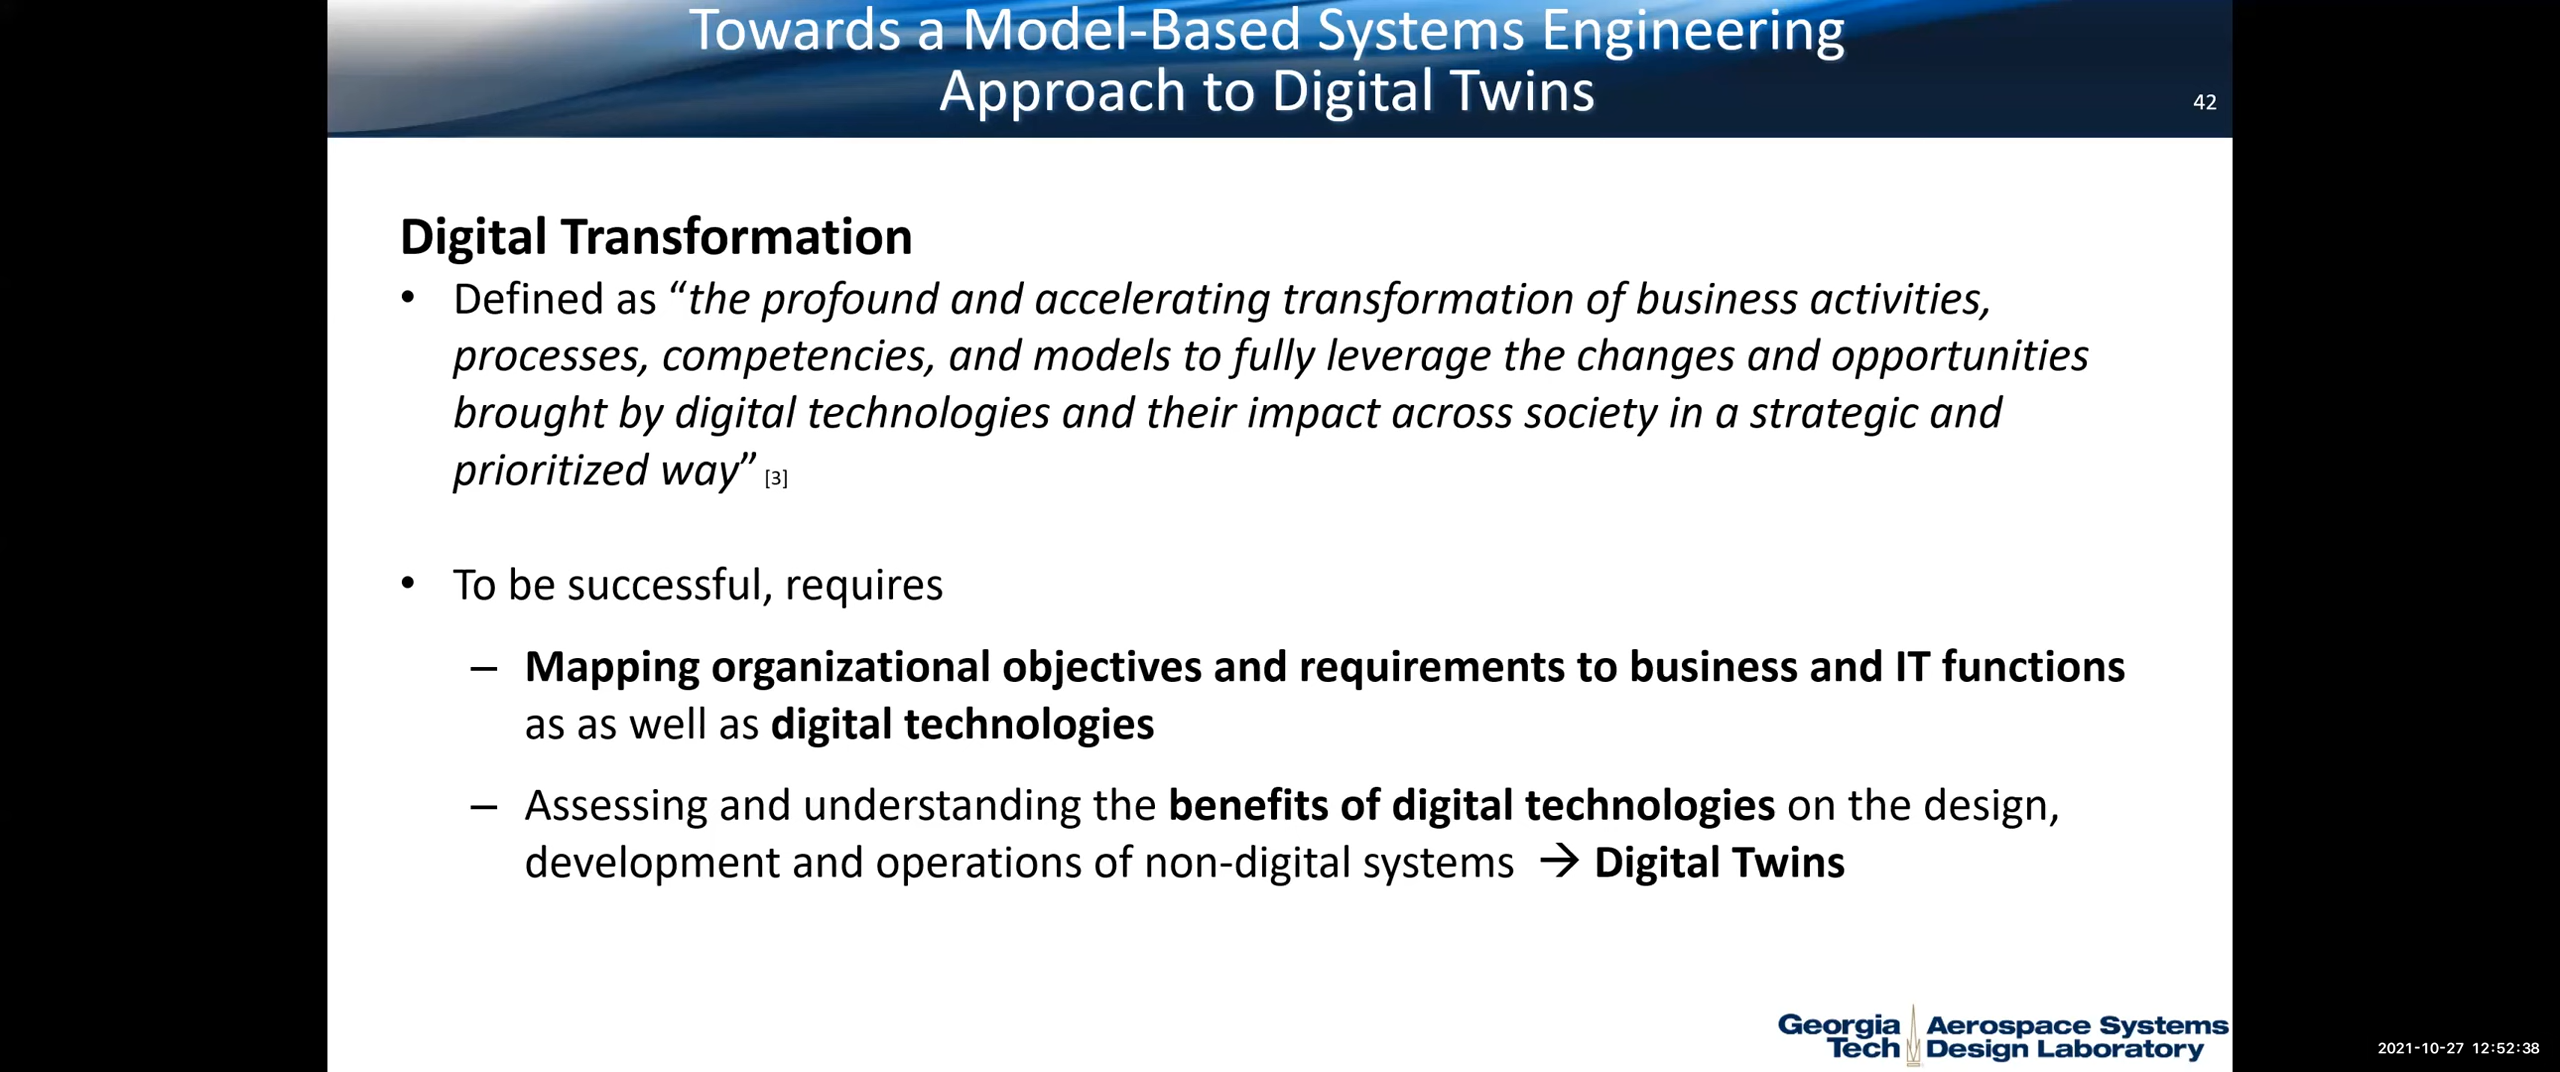 Towards a Model-Based Systems Engineering
Approach to Digital Twins
42
Digital Transformation
• Defined as “the profound and accelerating transformation of business activities,
processes, competencies, and models to fully leverage the changes and opportunities
brought by digital technologies and their impact across society in a strategic and
prioritized way” [3]
• To be successful, requires
– Mapping organizational objectives and requirements to business and IT functions
as as well as digital technologies
– Assessing and understanding the benefits of digital technologies on the design,
development and operations of non-digital systems → Digital Twins
Georgia Tech
Aerospace Systems Design Laboratory
2021-10-27 12:52:38